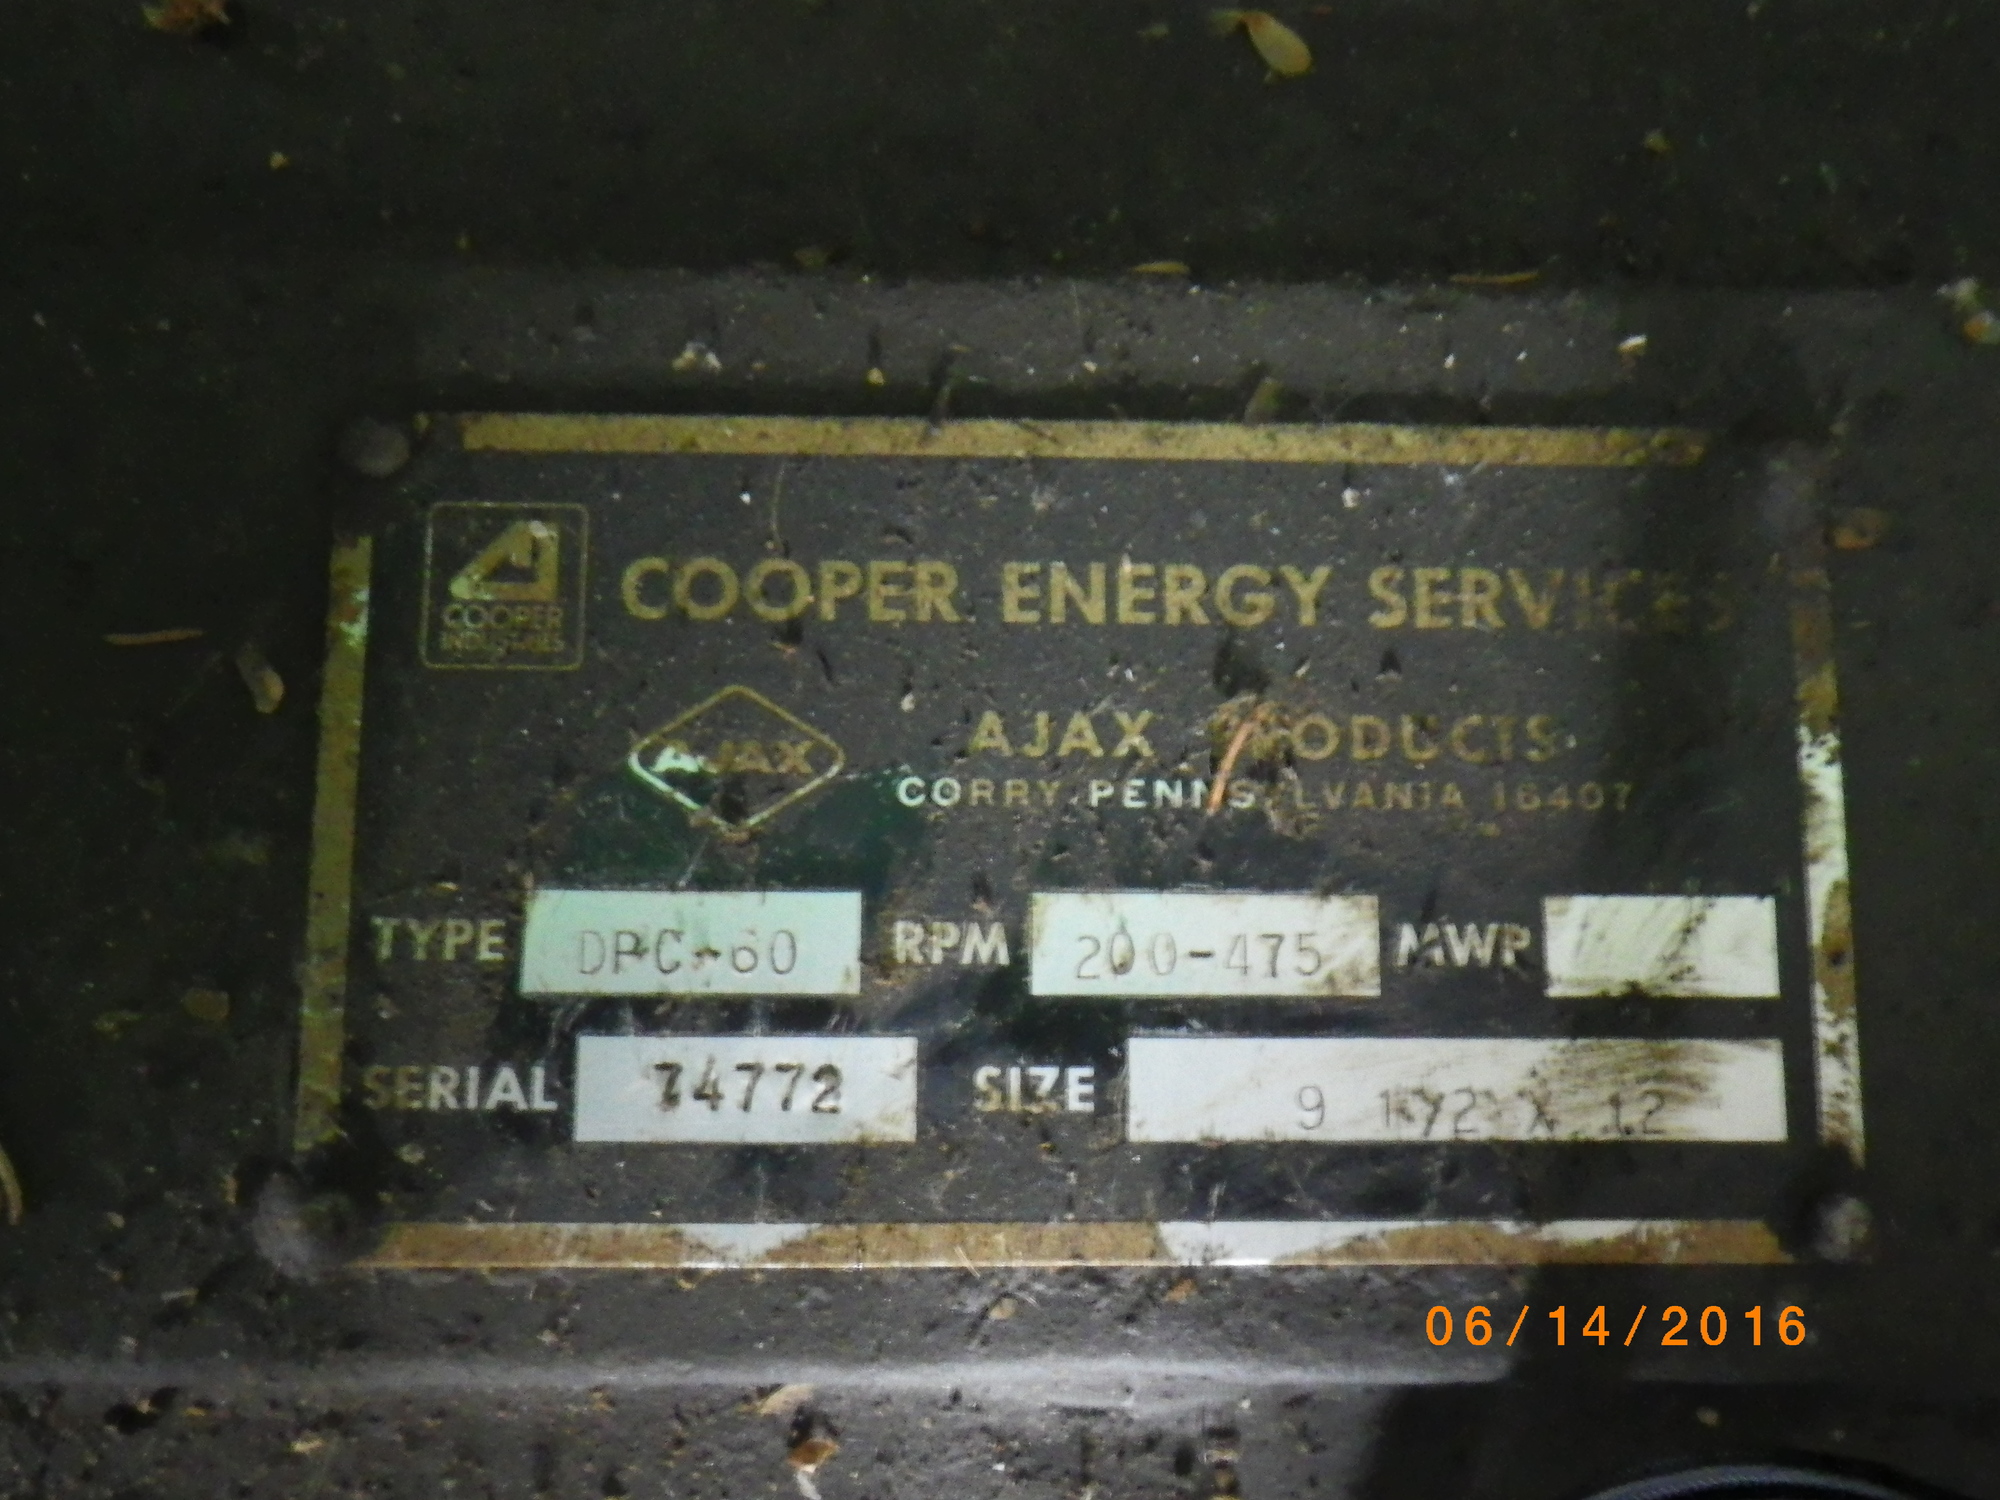 COOPER
INDUSTRIES
COOPER ENERGY SERVICES
AJAX
AJAX PRODUCTS
CORRY, PENNSYLVANIA 16407
TYPE DPC-60 RPM 200-475 MWP
SERIAL 74772 SIZE 9 1/2 X 12
06/14/2016